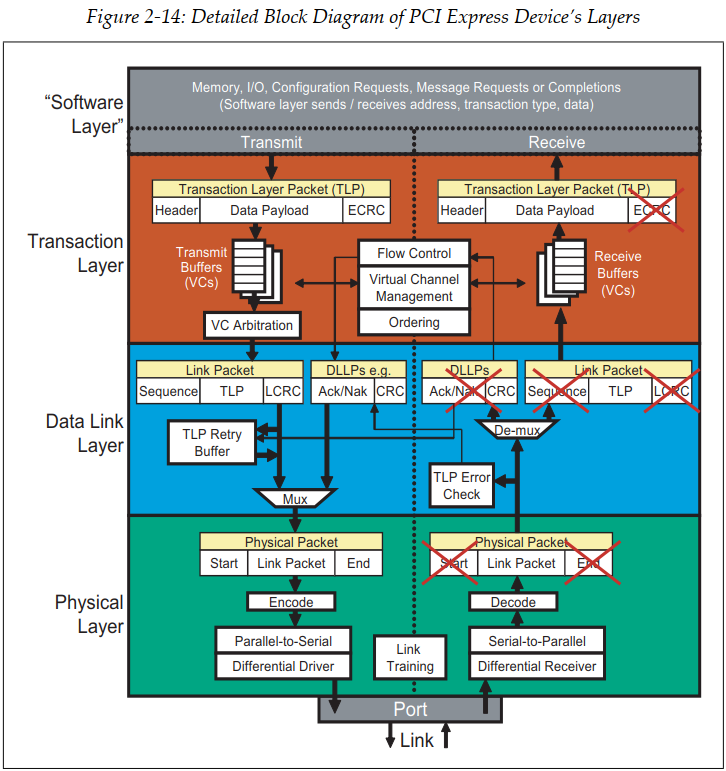 Figure 2-14: Detailed Block Diagram of PCI Express Device's Layers
"Software
Layer"
Memory, I/O, Configuration Requests, Message Requests or Completions
(Software layer sends / receives address, transaction type, data)
Transmit
Receive
Transaction
Layer
Transaction Layer Packet (TLP)
Header
Data Payload
ECRC
Transaction Layer Packet (TLP)
Header
Data Payload
ECRC
Transmit
Buffers
(VCs)
Flow Control
Virtual Channel
Management
Ordering
Receive
Buffers
(VCs)
VC Arbitration
Data Link
Layer
Link Packet
Sequence
TLP
LCRC
DLLPs e.g.
Ack/Nak
CRC
DLLPs
Ack/Nak
CRC
Link Packet
Sequence
TLP
LCRC
TLP Retry
Buffer
De-mux
TLP Error
Check
Mux
Physical
Layer
Physical Packet
Start
Link Packet
End
Physical Packet
Start
Link Packet
End
Encode
Decode
Parallel-to-Serial
Differential Driver
Link
Training
Serial-to-Parallel
Differential Receiver
Port
Link